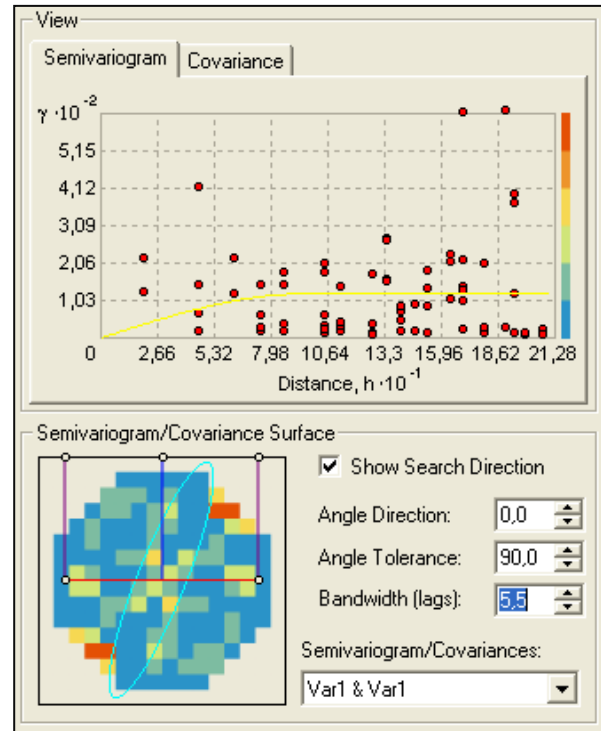 View
Semivariogram Covariance
γ·10⁻²
5,15
4,12
3,09
2,06
1,03
0 2,66 5,32 7,98 10,64 13,3 15,96 18,62 21,28
Distance, h·10⁻¹
Semivariogram/Covariance Surface
Show Search Direction
Angle Direction: 0,0
Angle Tolerance: 90,0
Bandwidth (lags): 5,5
Semivariogram/Covariances:
Var1 & Var1